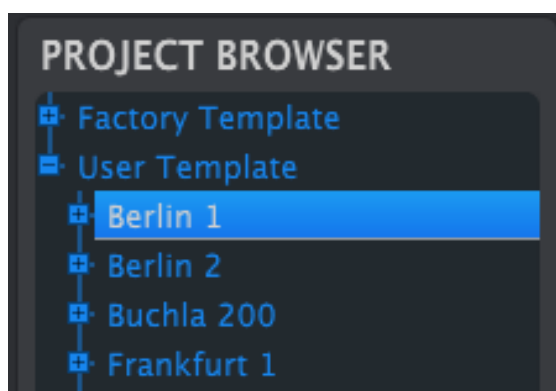 PROJECT BROWSER
Factory Template
User Template
Berlin 1
Berlin 2
Buchla 200
Frankfurt 1